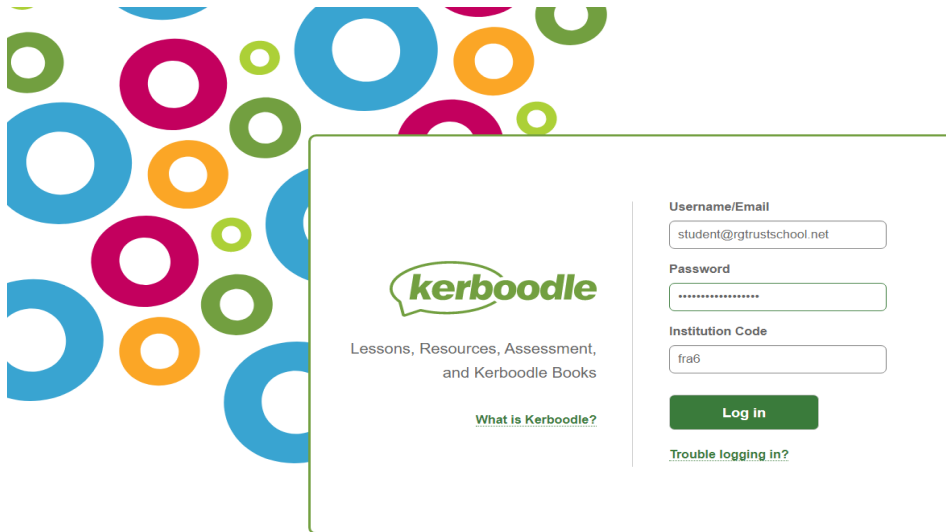 kerboodle
Lessons, Resources, Assessment,
and Kerboodle Books
What is Kerboodle?
Username/Email
student@rgtrustschool.net
Password
••••••••••••••••••
Institution Code
fra6
Log in
Trouble logging in?